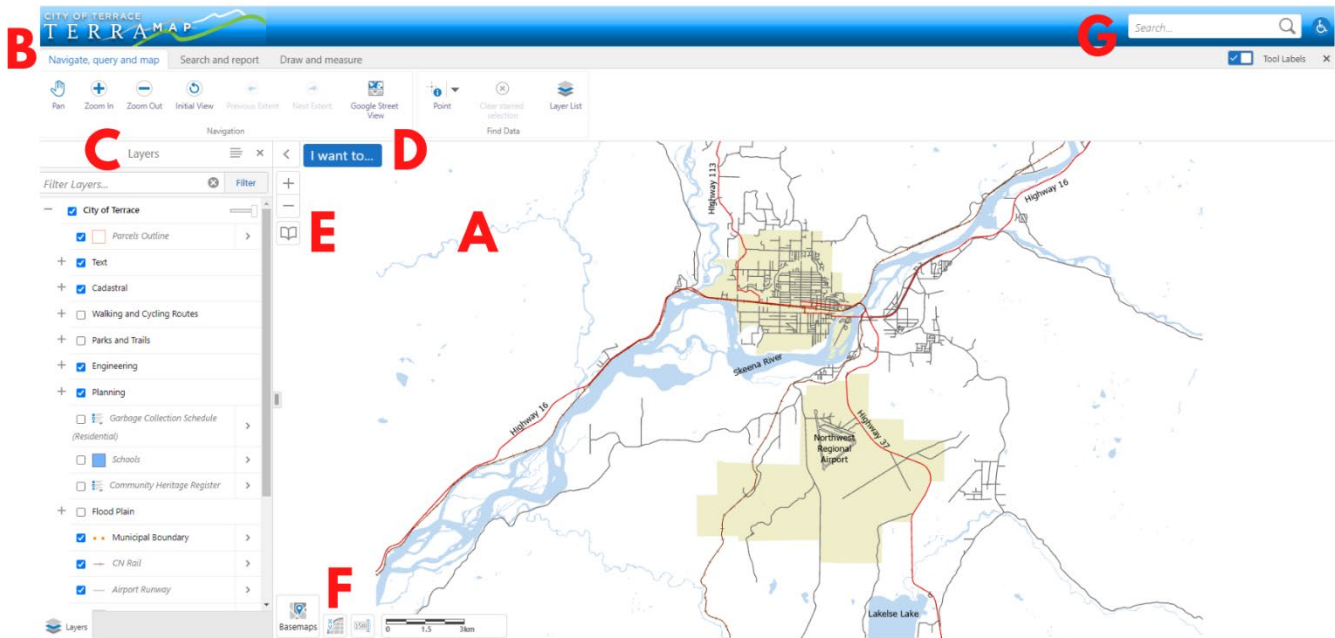 CITY OF TERRACE
TERRAMAP
G
Search...
B
Navigate, query and map
Search and report
Draw and measure
Tool Labels
Pan
Zoom In
Zoom Out
Initial View
Previous Extent
Next Extent
Google Street
View
Point
Clear starred
selection
Layer List
Navigation
Find Data
C
Layers
I want to...
D
Filter Layers...
Filter
E
A
City of Terrace
Parcels Outline
Text
Cadastral
Walking and Cycling Routes
Parks and Trails
Engineering
Planning
Garbage Collection Schedule
(Residential)
Schools
Community Heritage Register
Flood Plain
Municipal Boundary
CN Rail
Airport Runway
Layers
Highway 113
Highway 16
Skeena River
Highway 16
Highway 37
Northwest
Regional
Airport
Lakelse Lake
F
Basemaps
0 1.5 3km